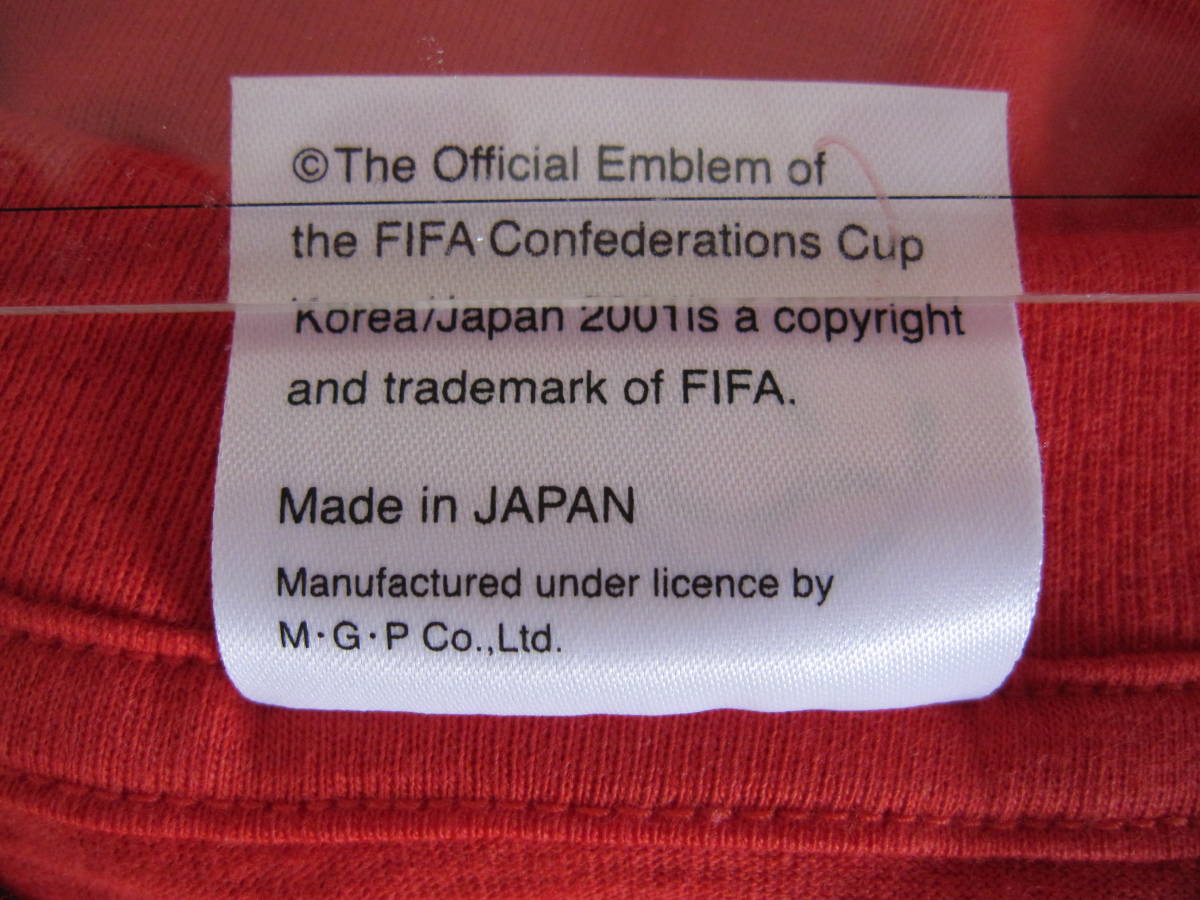 ©The Official Emblem of
the FIFA Confederations Cup
Korea/Japan 2001is a copyright
and trademark of FIFA.
Made in JAPAN
Manufactured under licence by
M·G·P Co.,Ltd.